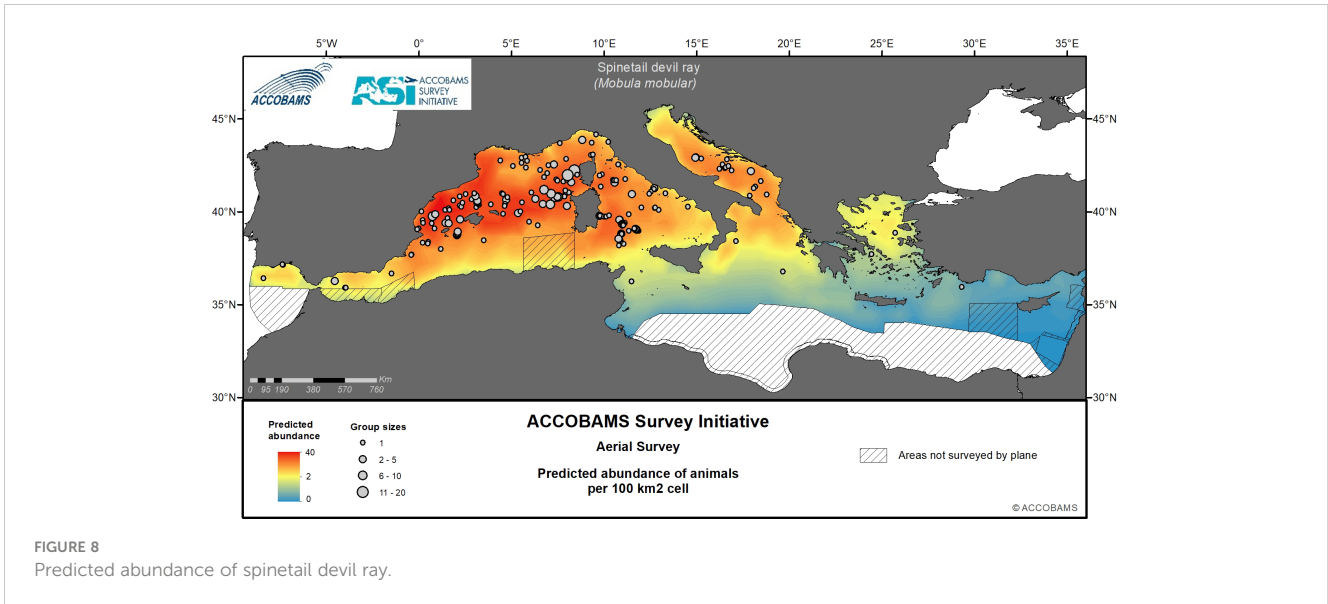 5°W 0° 5°E 10°E 15°E 20°E 25°E 30°E 35°E
Spinetail devil ray
(Mobula mobular)
ACCOBAMS
ASI ACCOBAMS
SURVEY
INITIATIVE
45°N 45°N
40°N 40°N
35°N 35°N
Km
0 95 190 380 570 760
30°N 30°N
ACCOBAMS Survey Initiative
Aerial Survey
Predicted abundance of animals
per 100 km2 cell
Predicted
abundance
40
2
0
Group sizes
1
2 - 5
6 - 10
11 - 20
Areas not surveyed by plane
© ACCOBAMS
FIGURE 8
Predicted abundance of spinetail devil ray.